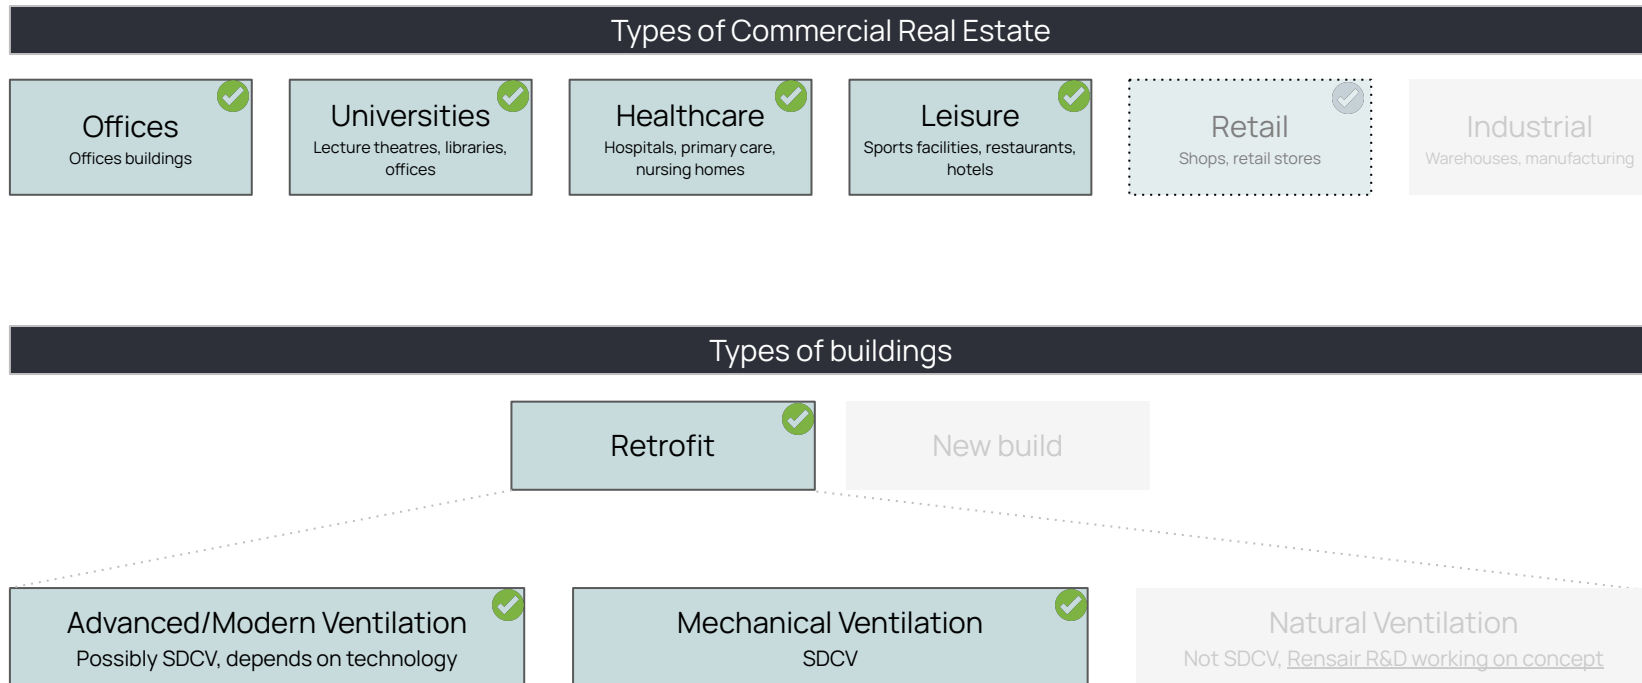 Types of Commercial Real Estate
Offices
Offices buildings
Universities
Lecture theatres, libraries,
offices
Healthcare
Hospitals, primary care,
nursing homes
Leisure
Sports facilities, restaurants,
hotels
Retail
Shops, retail stores
Industrial
Warehouses, manufacturing
Types of buildings
Retrofit
New build
Advanced/Modern Ventilation
Possibly SDCV, depends on technology
Mechanical Ventilation
SDCV
Natural Ventilation
Not SDCV, Rensair R&D working on concept